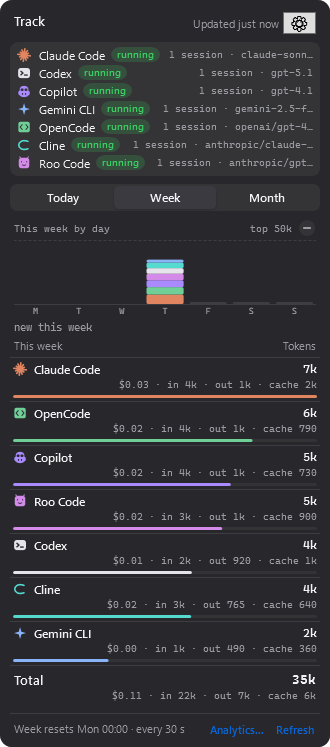 Track
Updated just now
Claude Code running 1 session · claude-sonn…
Codex running 1 session · gpt-5.1
Copilot running 1 session · gpt-4.1
Gemini CLI running 1 session · gemini-2.5-f…
OpenCode running 1 session · openai/gpt-4…
Cline running 1 session · anthropic/claude-…
Roo Code running 1 session · anthropic/gpt…
Today Week Month
This week by day top 50k
M T W T F S S
new this week
This week Tokens
Claude Code 7k
$0.03 · in 4k · out 1k · cache 2k
OpenCode 6k
$0.02 · in 4k · out 1k · cache 790
Copilot 5k
$0.02 · in 4k · out 1k · cache 730
Roo Code 5k
$0.02 · in 3k · out 1k · cache 900
Codex 4k
$0.01 · in 2k · out 920 · cache 1k
Cline 4k
$0.02 · in 3k · out 765 · cache 640
Gemini CLI 2k
$0.00 · in 1k · out 490 · cache 360
Total 35k
$0.11 · in 22k · out 7k · cache 6k
Week resets Mon 00:00 · every 30 s Analytics… Refresh